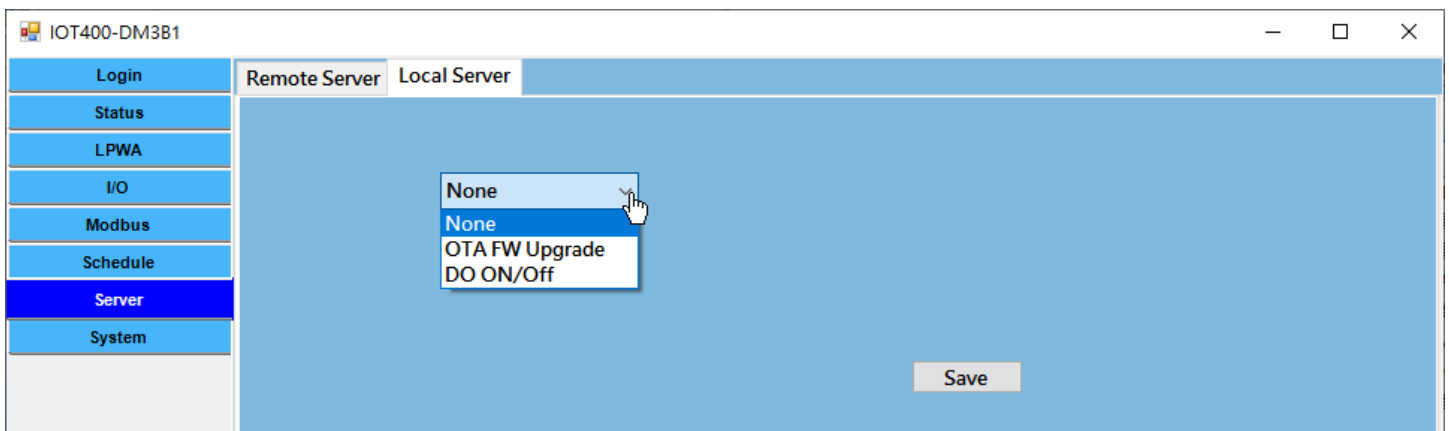 IOT400-DM3B1
Login
Status
LPWA
I/O
Modbus
Schedule
Server
System
Remote Server
Local Server
None
None
OTA FW Upgrade
DO ON/Off
Save